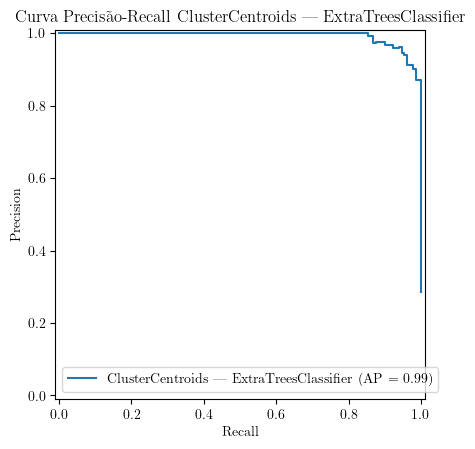 Curva Precisão-Recall ClusterCentroids — ExtraTreesClassifier
1.0
0.8
0.6
0.4
0.2
0.0
Precision
ClusterCentroids — ExtraTreesClassifier (AP = 0.99)
0.0 0.2 0.4 0.6 0.8 1.0
Recall